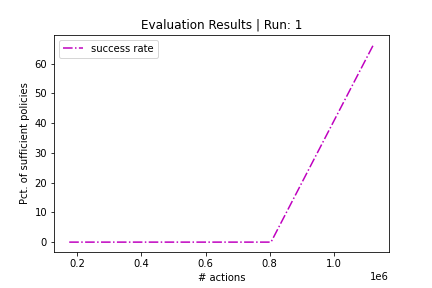 Evaluation Results | Run: 1
success rate
Pct. of sufficient policies
60
50
40
30
20
10
0
0.2 0.4 0.6 0.8 1.0
1e6
# actions